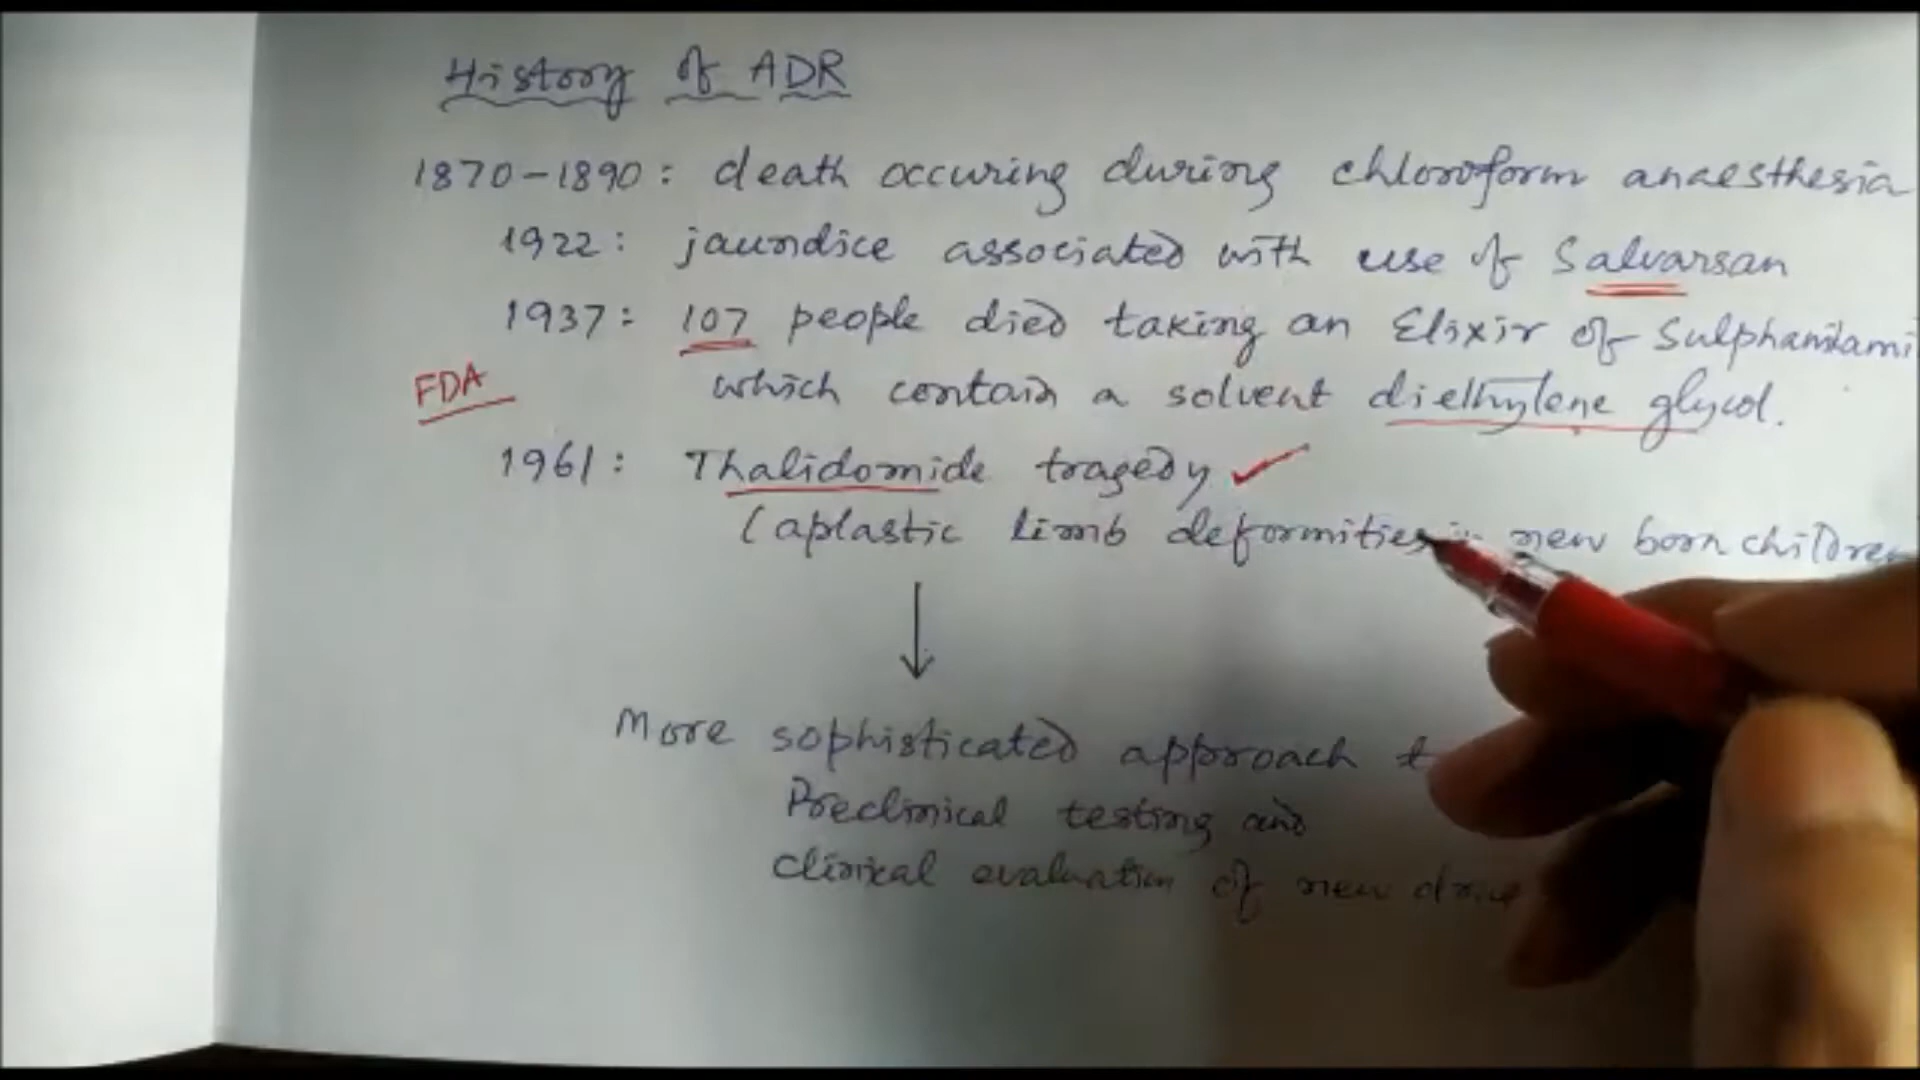 History of ADR
1870-1890: death occuring during chloroform anaesthesia
1922: jaundice associated with use of Salvarsan
1937: 107 people died taking an Elixir of Sulphanilami
FDA
which contain a solvent diethylene glycol.
1961: Thalidomide tragedy ✓
(aplastic limb deformities in new born children
↓
More sophisticated approach t
Preclinical testing and
clinical evaluation of new